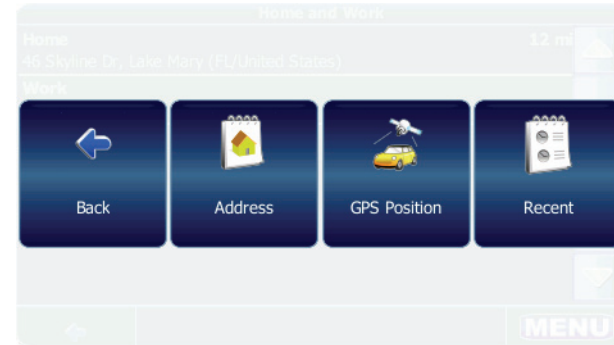 Home and Work
Home 12 mi
46 Skyline Dr, Lake Mary (FL/United States)
Work
Back Address GPS Position Recent
MENU